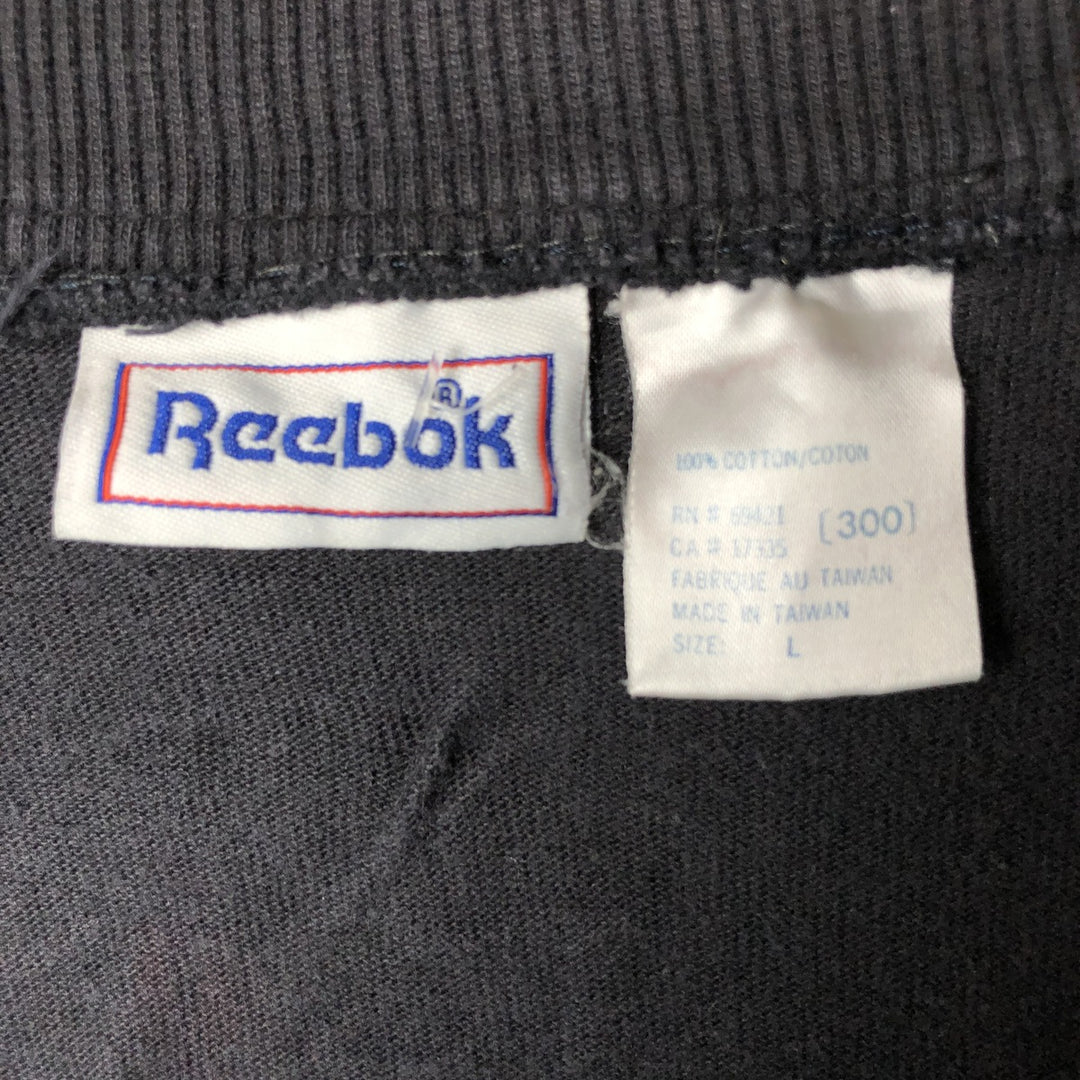 Reebok®
100% COTTON/COTON
RN # 69421 [300]
CA # 17335
FABRIQUE AU TAIWAN
MADE IN TAIWAN
SIZE: L